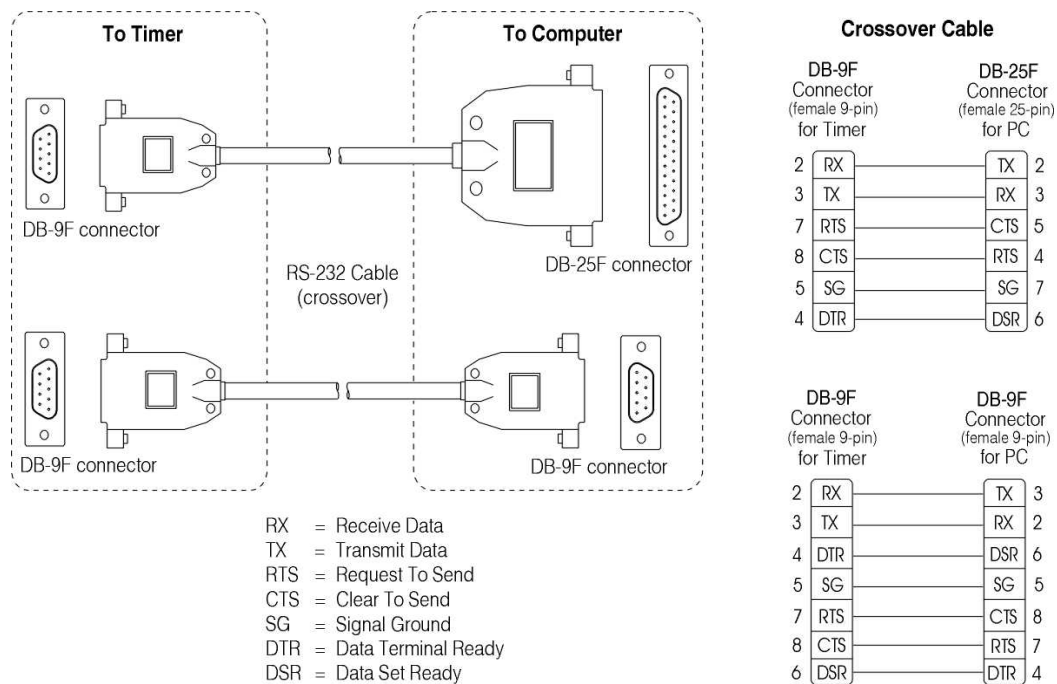 To Timer
To Computer
DB-9F connector
DB-25F connector
RS-232 Cable
(crossover)
DB-9F connector
DB-9F connector
RX = Receive Data
TX = Transmit Data
RTS = Request To Send
CTS = Clear To Send
SG = Signal Ground
DTR = Data Terminal Ready
DSR = Data Set Ready
Crossover Cable
DB-9F DB-25F
Connector Connector
(female 9-pin) (female 25-pin)
for Timer for PC
2 RX TX 2
3 TX RX 3
7 RTS CTS 5
8 CTS RTS 4
5 SG SG 7
4 DTR DSR 6
DB-9F DB-9F
Connector Connector
(female 9-pin) (female 9-pin)
for Timer for PC
2 RX TX 3
3 TX RX 2
4 DTR DSR 6
5 SG SG 5
7 RTS CTS 8
8 CTS RTS 7
6 DSR DTR 4